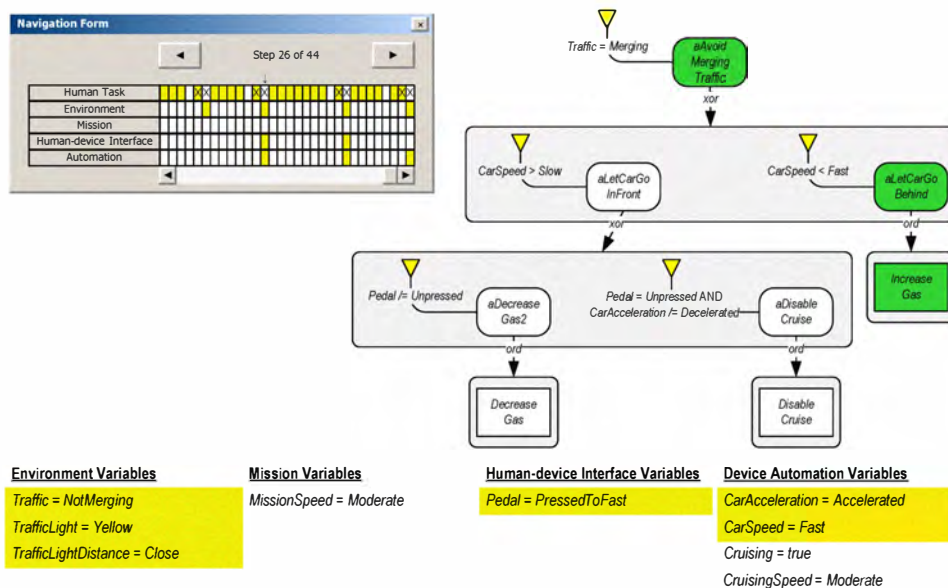 Navigation Form
Step 26 of 44
Human Task
X X X X X X X X
Environment
Mission
Human-device Interface
Automation
Traffic = Merging
aAvoid
Merging
Traffic
xor
CarSpeed > Slow
aLetCarGo
InFront
CarSpeed < Fast
aLetCarGo
Behind
xor
ord
Increase
Gas
Pedal /= Unpressed
aDecrease
Gas2
Pedal = Unpressed AND
CarAcceleration /= Decelerated
aDisable
Cruise
ord
ord
Decrease
Gas
Disable
Cruise
Environment Variables
Traffic = NotMerging
TrafficLight = Yellow
TrafficLightDistance = Close
Mission Variables
MissionSpeed = Moderate
Human-device Interface Variables
Pedal = PressedToFast
Device Automation Variables
CarAcceleration = Accelerated
CarSpeed = Fast
Cruising = true
CruisingSpeed = Moderate